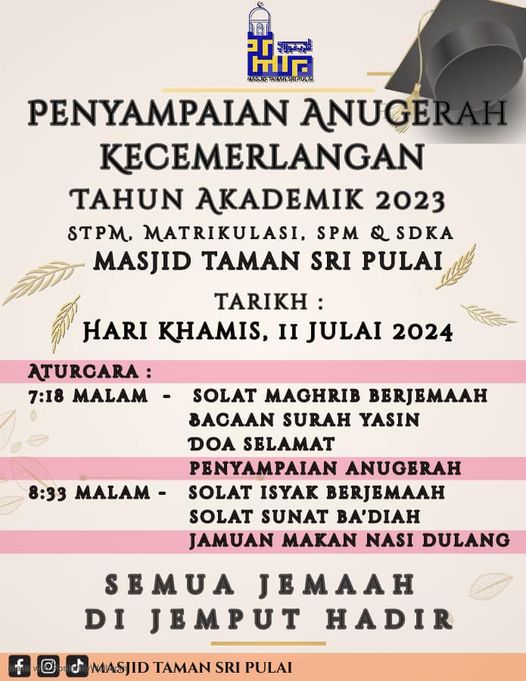 MASJID TAMAN SRI PULAI
PENYAMPAIAN ANUGERAH
KECEMERLANGAN
TAHUN AKADEMIK 2023
STPM, MATRIKULASI, SPM & SDKA
MASJID TAMAN SRI PULAI
TARIKH :
HARI KHAMIS, 11 JULAI 2024
ATURCARA :
7:18 MALAM - SOLAT MAGHRIB BERJEMAAH
BACAAN SURAH YASIN
DOA SELAMAT
PENYAMPAIAN ANUGERAH
8:33 MALAM - SOLAT ISYAK BERJEMAAH
SOLAT SUNAT BA'DIAH
JAMUAN MAKAN NASI DULANG
SEMUA JEMAAH
DI JEMPUT HADIR
MASJID TAMAN SRI PULAI